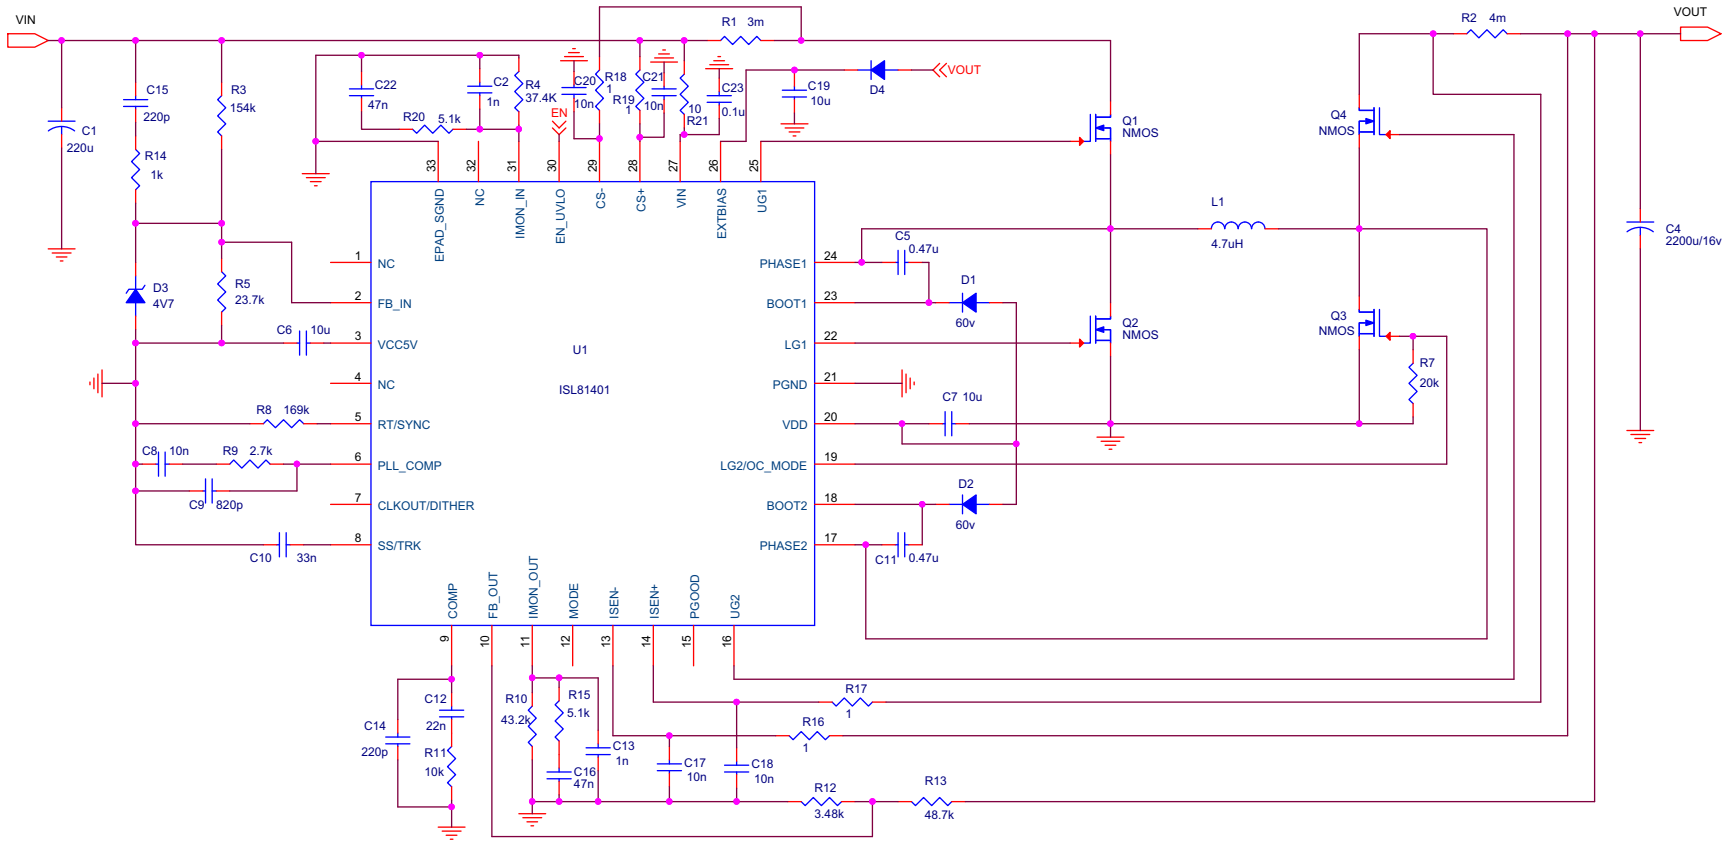 VIN
R1 3m
R2 4m
VOUT
C15
220p
R3
154k
C1
220u
R14
1k
C22
47n
C2
1n
R4
37.4K
R20 5.1k
EN
C20
10n
R18
1
C21
10n
R19
1
10
R21
C23
0.1u
C19
10u
D4
VOUT
Q1
NMOS
Q4
NMOS
33
32
31
30
29
28
27
26
25
EPAD_SGND
NC
IMON_IN
EN_UVLO
CS-
CS+
VIN
EXTBIAS
UG1
L1
4.7uH
C4
2200u/16v
D3
4V7
R5
23.7k
C6 10u
1 NC
2 FB_IN
3 VCC5V
4 NC
5 RT/SYNC
6 PLL_COMP
7 CLKOUT/DITHER
8 SS/TRK
U1
ISL81401
PHASE1 24
BOOT1 23
LG1 22
PGND 21
VDD 20
LG2/OC_MODE 19
BOOT2 18
PHASE2 17
C5
0.47u
D1
60v
Q2
NMOS
Q3
NMOS
R7
20k
C7 10u
R8 169k
C8 10n
R9 2.7k
C9 820p
C10 33n
D2
60v
C11 0.47u
COMP
FB_OUT
IMON_OUT
MODE
ISEN-
ISEN+
PGOOD
UG2
9
10
11
12
13
14
15
16
C12
22n
C14
220p
R11
10k
R10
43.2k
R15
5.1k
C13
1n
C16
47n
C17
10n
C18
10n
R17
1
R16
1
R12
3.48k
R13
48.7k